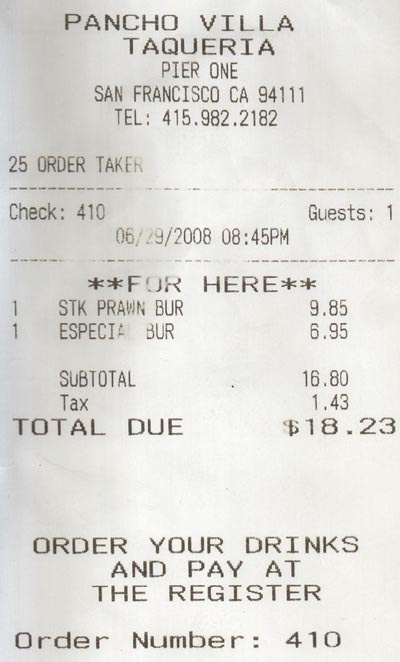 PANCHO VILLA
TAQUERIA
PIER ONE
SAN FRANCISCO CA 94111
TEL: 415.982.2182
25 ORDER TAKER
Check: 410 Guests: 1
06/29/2008 08:45PM
**FOR HERE**
1 STK PRAWN BUR 9.85
1 ESPECIAL BUR 6.95
SUBTOTAL 16.80
Tax 1.43
TOTAL DUE $18.23
ORDER YOUR DRINKS
AND PAY AT
THE REGISTER
Order Number: 410